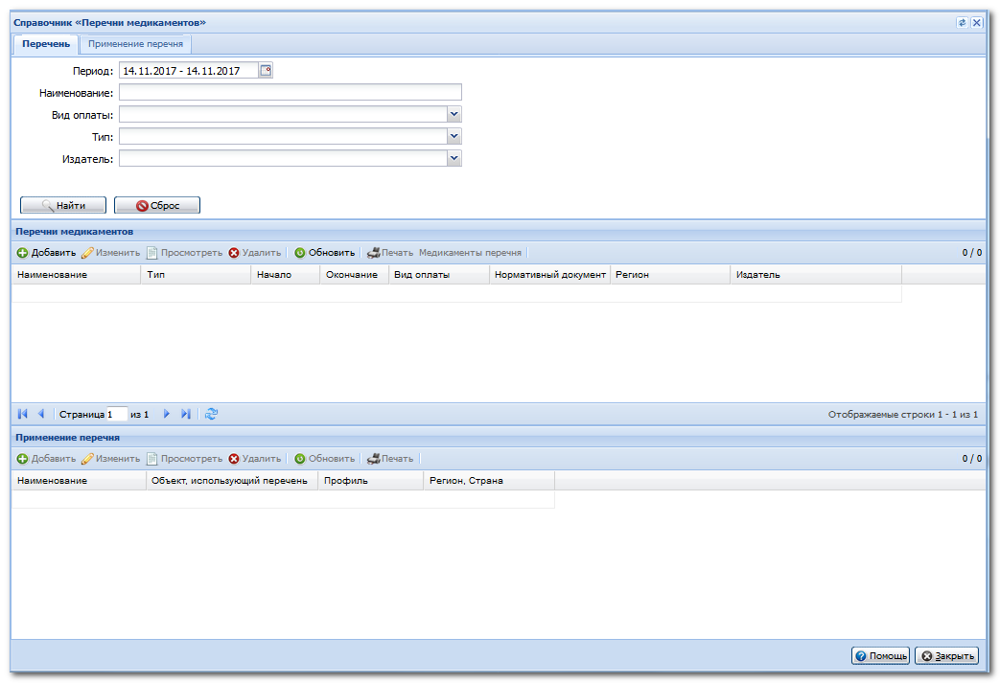 Справочник «Перечни медикаментов»
Перечень Применение перечня
Период: 14.11.2017 - 14.11.2017
Наименование:
Вид оплаты:
Тип:
Издатель:
Найти Сброс
Перечни медикаментов
Добавить Изменить Просмотреть Удалить Обновить Печать Медикаменты перечня 0 / 0
Наименование Тип Начало Окончание Вид оплаты Нормативный документ Регион Издатель
Страница 1 из 1 Отображаемые строки 1 - 1 из 1
Применение перечня
Добавить Изменить Просмотреть Удалить Обновить Печать 0 / 0
Наименование Объект, использующий перечень Профиль Регион, Страна
Помощь Закрыть